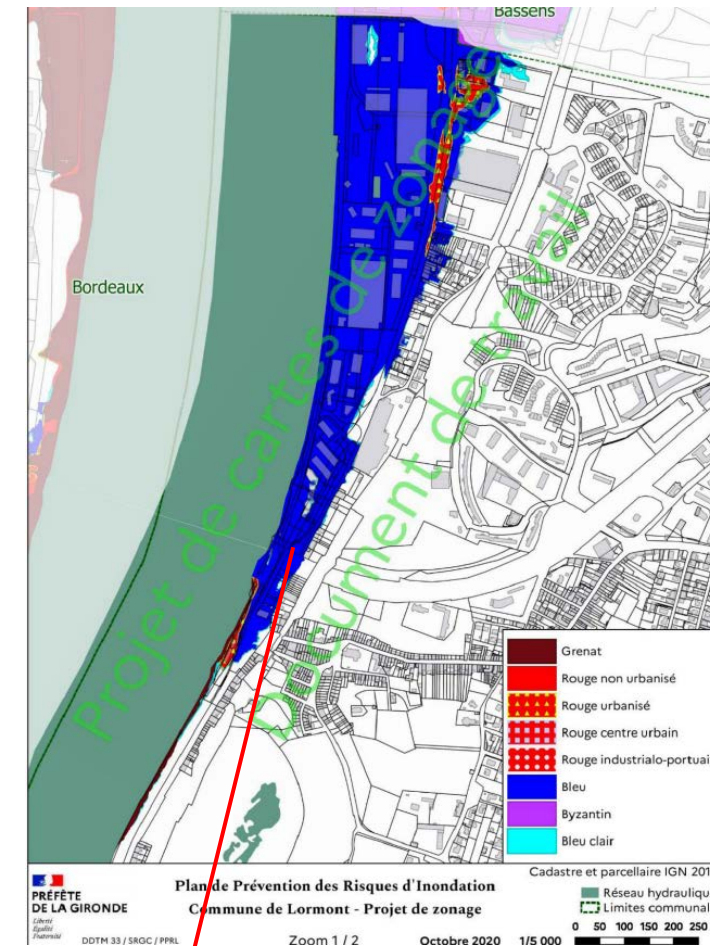 Bassens
Bordeaux
Projet de cartes de zonage
Document de travail
Grenat
Rouge non urbanisé
Rouge urbanisé
Rouge centre urbain
Rouge industrialo-portuai
Bleu
Byzantin
Bleu clair
Cadastre et parcellaire IGN 201
Réseau hydrauliqu
Limites communal
0 50 100 150 200 250
PRÉFÈTE
DE LA GIRONDE
Liberté
Égalité
Fraternité
Plan de Prévention des Risques d'Inondation
Commune de Lormont - Projet de zonage
DDTM 33 / SRGC / PPRL
Zoom 1 / 2
Octobre 2020
1/5 000